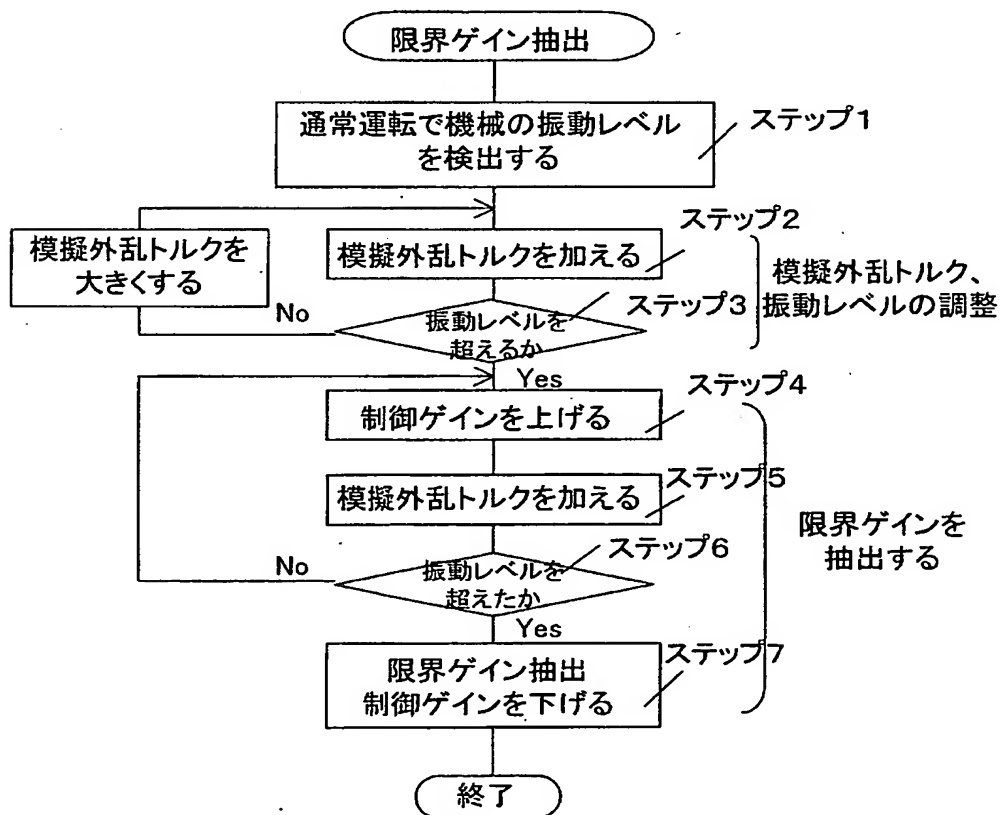 限界ゲイン抽出
通常運転で機械の振動レベル
を検出する
ステップ1
ステップ2
模擬外乱トルクを
大きくする
模擬外乱トルクを加える
模擬外乱トルク、
振動レベルの調整
ステップ3
No
振動レベルを
超えるか
Yes
ステップ4
制御ゲインを上げる
ステップ5
模擬外乱トルクを加える
限界ゲインを
抽出する
ステップ6
No
振動レベルを
超えたか
Yes
ステップ7
限界ゲイン抽出
制御ゲインを下げる
終了